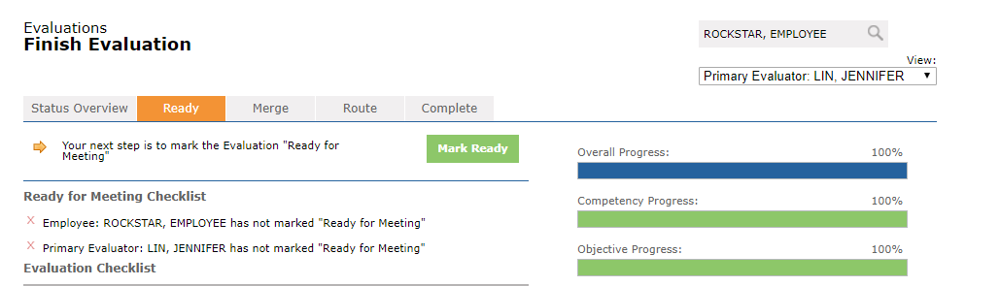 Evaluations
Finish Evaluation
ROCKSTAR, EMPLOYEE
View:
Primary Evaluator: LIN, JENNIFER
Status Overview
Ready
Merge
Route
Complete
Your next step is to mark the Evaluation "Ready for
Meeting"
Mark Ready
Ready for Meeting Checklist
X Employee: ROCKSTAR, EMPLOYEE has not marked "Ready for Meeting"
X Primary Evaluator: LIN, JENNIFER has not marked "Ready for Meeting"
Evaluation Checklist
Overall Progress: 100%
Competency Progress: 100%
Objective Progress: 100%